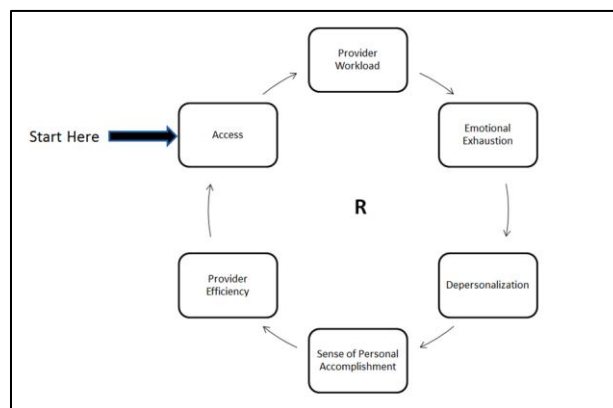 Provider
Workload
Start Here
Access
Emotional
Exhaustion
R
Provider
Efficiency
Depersonalization
Sense of Personal
Accomplishment